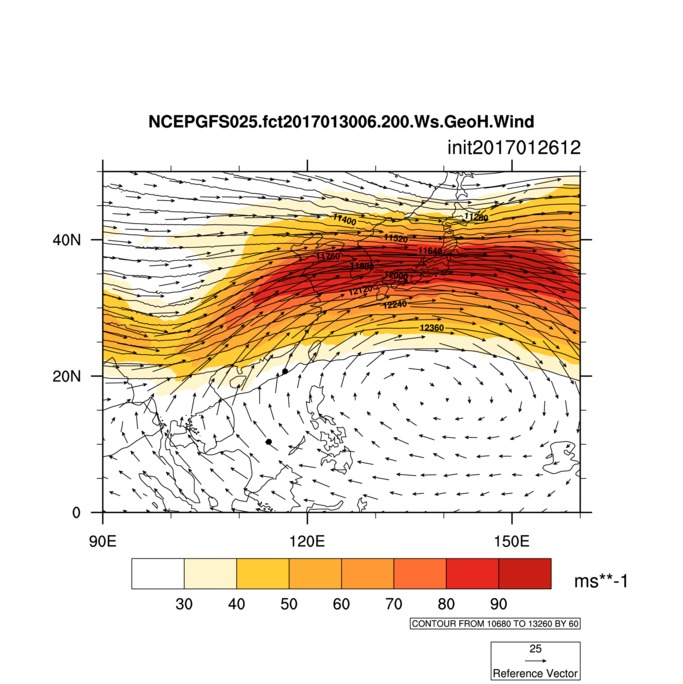 NCEPGFS025.fct2017013006.200.Ws.GeoH.Wind
init2017012612
11400
11280
11520
11640
11760
11880
12000
12120
12240
12360
40N
20N
0
90E 120E 150E
30 40 50 60 70 80 90
ms**-1
CONTOUR FROM 10680 TO 13260 BY 60
25
Reference Vector